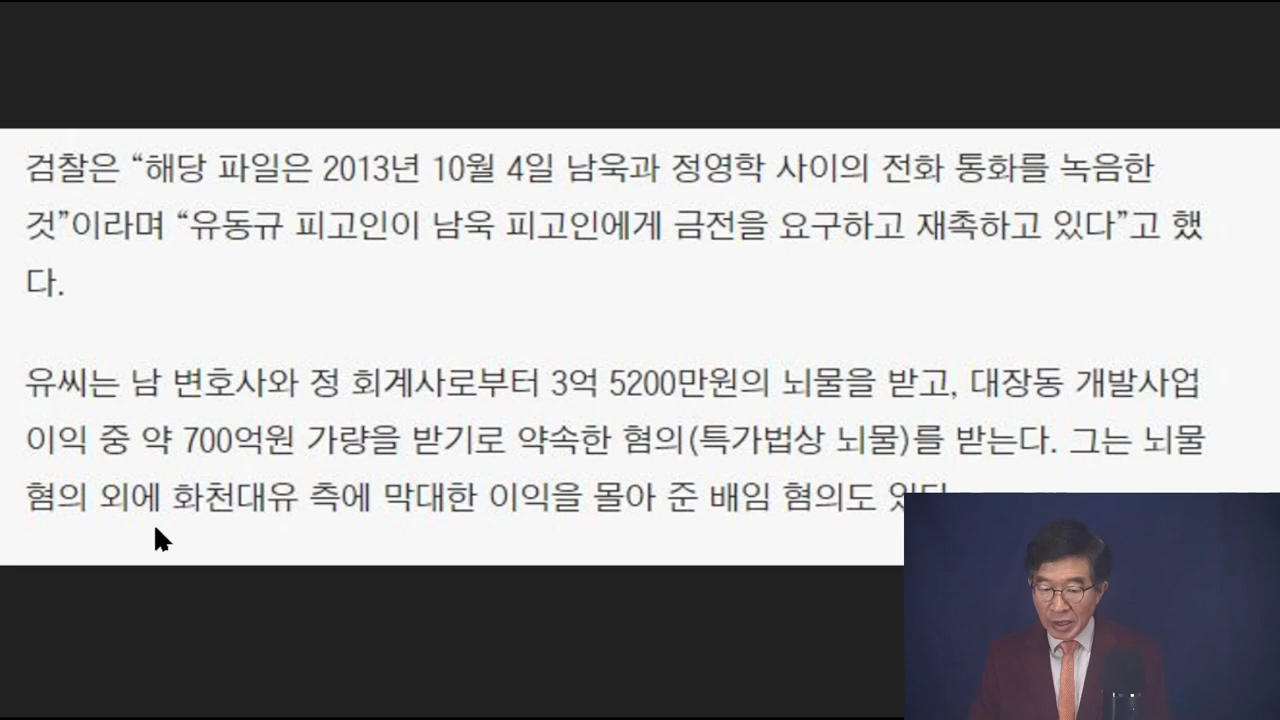 검찰은 “해당 파일은 2013년 10월 4일 남욱과 정영학 사이의 전화 통화를 녹음한
것”이라며 “유동규 피고인이 남욱 피고인에게 금전을 요구하고 재촉하고 있다”고 했
다.
유씨는 남 변호사와 정 회계사로부터 3억 5200만원의 뇌물을 받고, 대장동 개발사업
이익 중 약 700억원 가량을 받기로 약속한 혐의(특가법상 뇌물)를 받는다. 그는 뇌물
혐의 외에 화천대유 측에 막대한 이익을 몰아 준 배임 혐의도